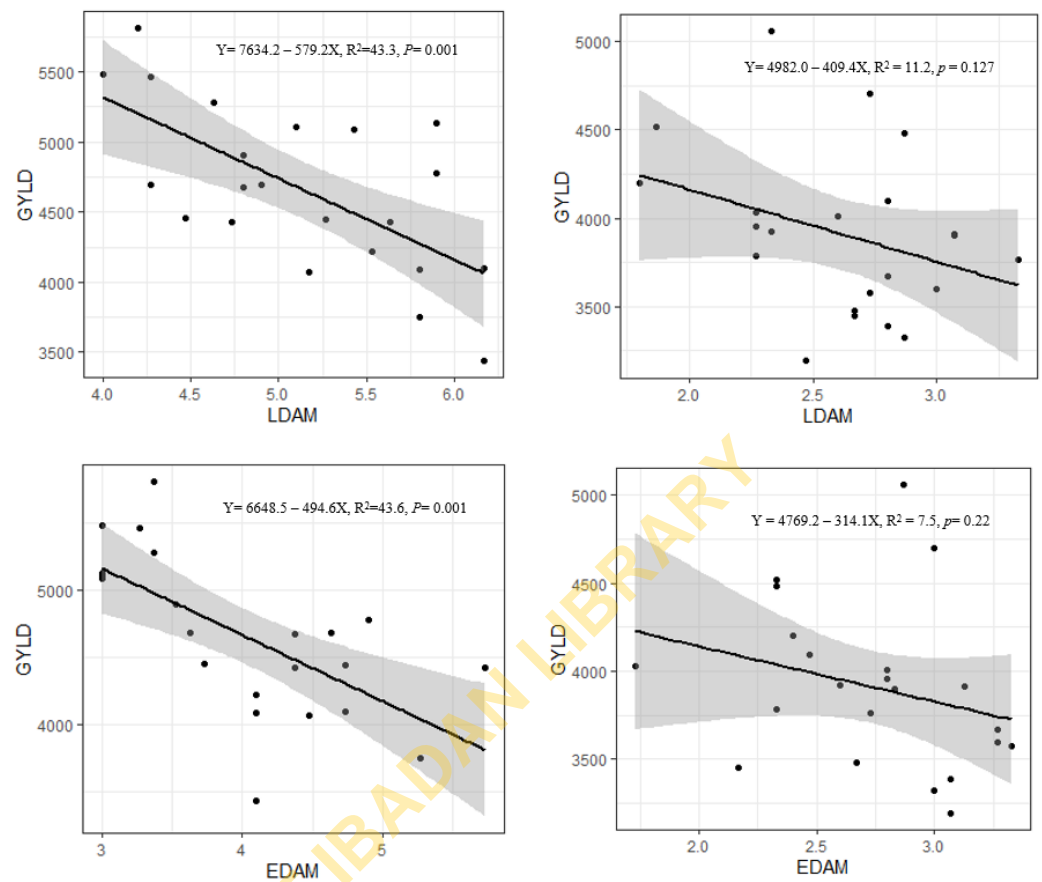 Y= 7634.2 – 579.2X, R²=43.3, P= 0.001
GYLD
5500
5000
4500
4000
3500
4.0 4.5 5.0 5.5 6.0
LDAM
Y= 4982.0 – 409.4X, R² = 11.2, p = 0.127
GYLD
5000
4500
4000
3500
2.0 2.5 3.0
LDAM
Y= 6648.5 – 494.6X, R²=43.6, P= 0.001
GYLD
5000
4000
3 4 5
EDAM
Y= 4769.2 – 314.1X, R² = 7.5, p= 0.22
GYLD
5000
4500
4000
3500
2.0 2.5 3.0
EDAM
IBADAN LIBRARY